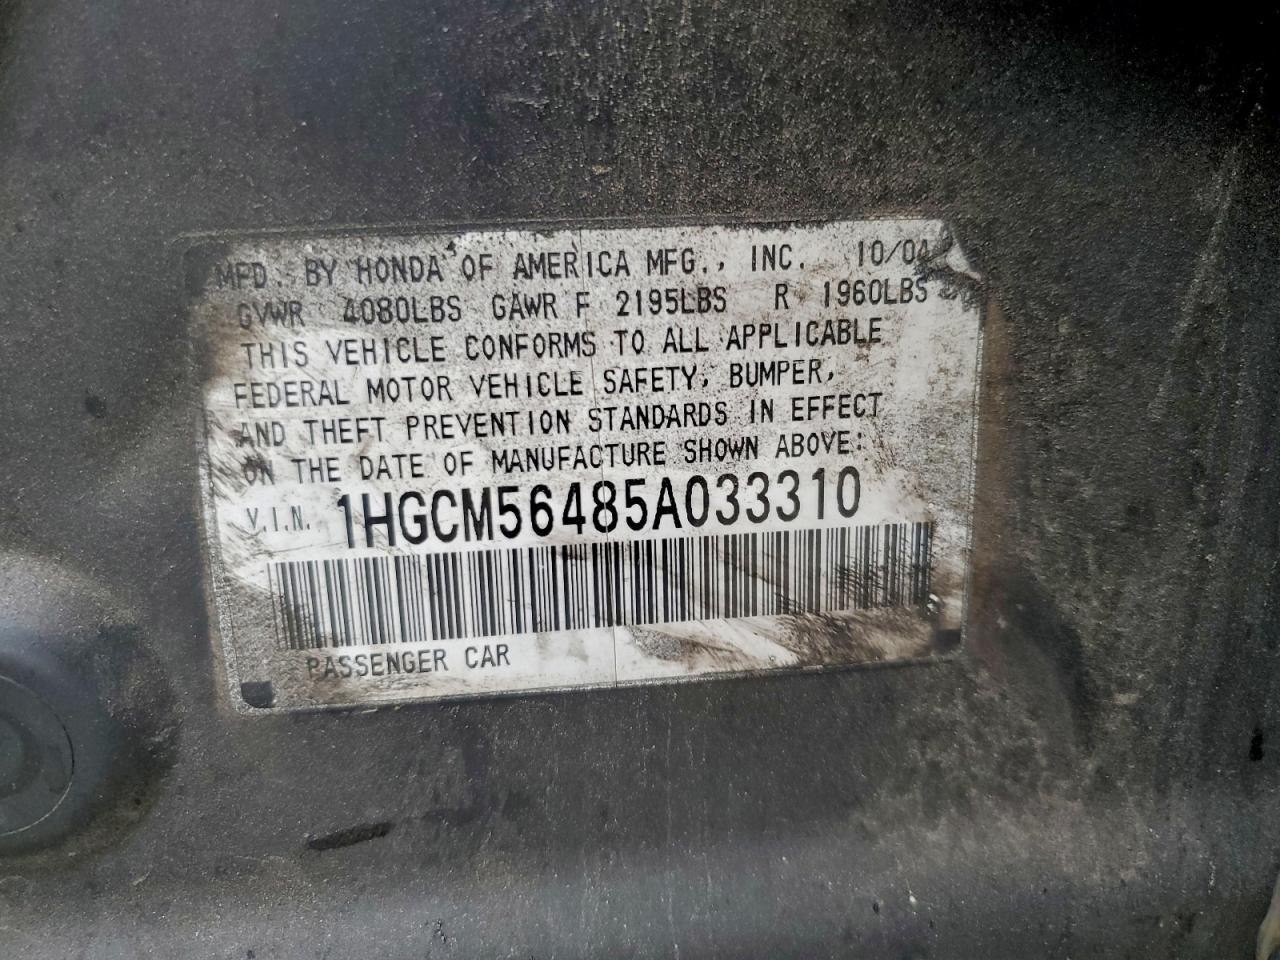 MFD. BY HONDA OF AMERICA MFG., INC. 10/04
GVWR 4080LBS GAWR F 2195LBS R 1960LBS
THIS VEHICLE CONFORMS TO ALL APPLICABLE
FEDERAL MOTOR VEHICLE SAFETY, BUMPER,
AND THEFT PREVENTION STANDARDS IN EFFECT
ON THE DATE OF MANUFACTURE SHOWN ABOVE:
V.I.N. 1HGCM56485A033310
PASSENGER CAR